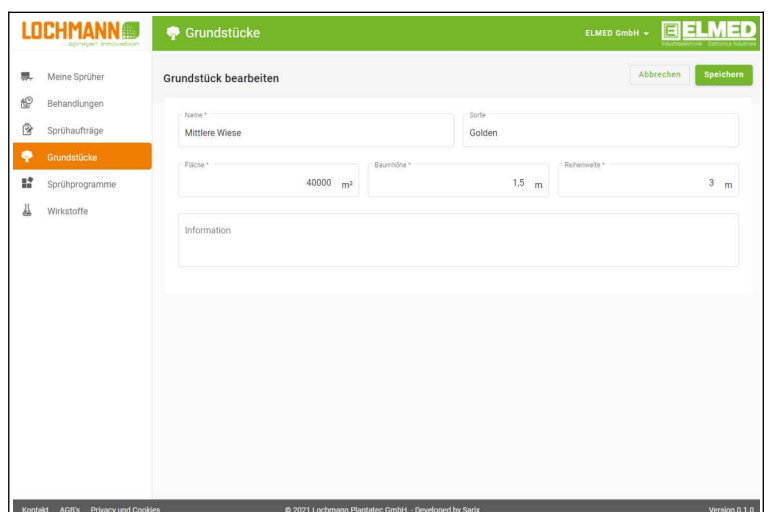 LOCHMANN
sprayer innovation
Grundstücke
ELMED GmbH
ELMED
Meine Sprüher
Behandlungen
Sprühaufträge
Grundstücke
Sprühprogramme
Wirkstoffe
Grundstück bearbeiten
Abbrechen
Speichern
Name *
Mittlere Wiese
Sorte
Golden
Fläche *
40000 m²
Baumhöhe *
1,5 m
Reihenweite *
3 m
Information
Kontakt AGB's Privacy und Cookies
© 2021 Lochmann Plantatec GmbH. - Developed by Sarix
Version 0.1.0